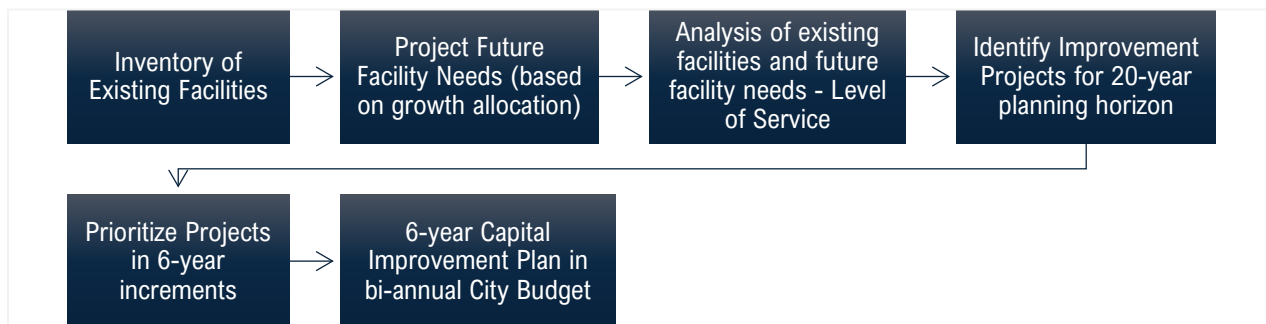 Inventory of
Existing Facilities
Project Future
Facility Needs (based
on growth allocation)
Analysis of existing
facilities and future
facility needs - Level
of Service
Identify Improvement
Projects for 20-year
planning horizon
Prioritize Projects
in 6-year
increments
6-year Capital
Improvement Plan in
bi-annual City Budget